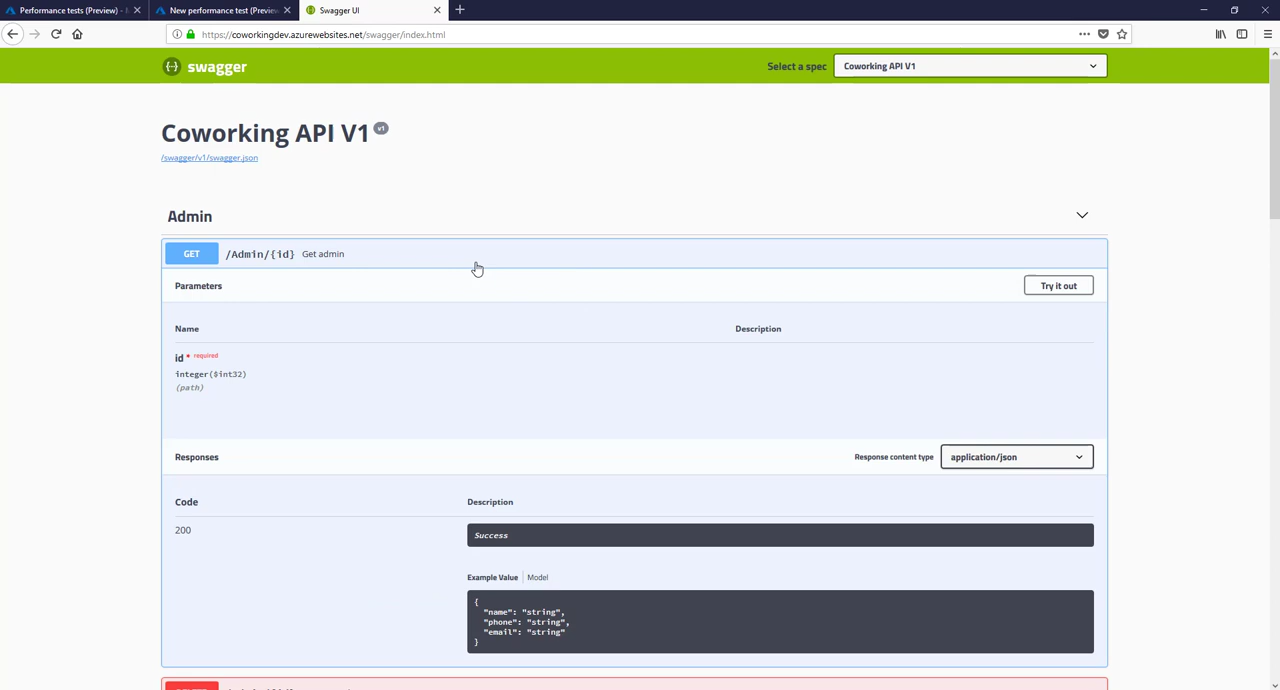 Performance tests (Preview) -
New performance test (Preview
Swagger UI
https://coworkingdev.azurewebsites.net/swagger/index.html
swagger
Select a spec
Coworking API V1
Coworking API V1 v1
/swagger/v1/swagger.json
Admin
GET /Admin/{id} Get admin
Parameters
Try it out
Name Description
id * required
integer($int32)
(path)
Responses
Response content type
application/json
Code Description
200
Success
Example Value Model
{
"name": "string",
"phone": "string",
"email": "string"
}